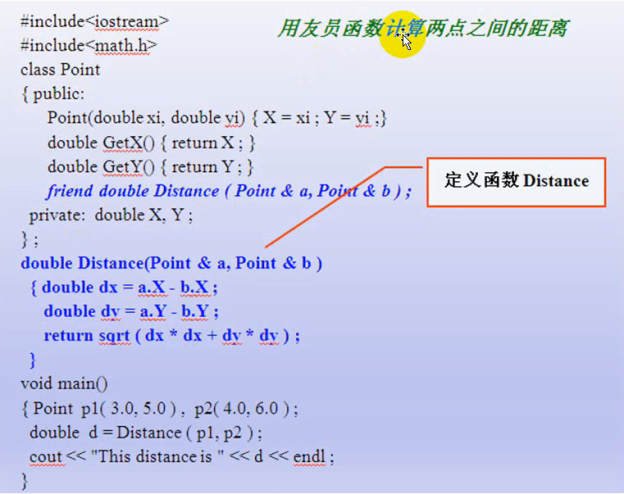 用友员函数计算两点之间的距离
#include<iostream>
#include<math.h>
class Point
{ public:
Point(double xi, double yi) { X = xi ; Y = yi ;}
double GetX() { return X ; }
double GetY() { return Y ; }
friend double Distance ( Point & a, Point & b ) ;
private: double X, Y ;
} ;
定义函数 Distance
double Distance(Point & a, Point & b )
{ double dx = a.X - b.X ;
double dy = a.Y - b.Y ;
return sqrt ( dx * dx + dy * dy ) ;
}
void main()
{ Point p1( 3.0, 5.0 ) , p2( 4.0, 6.0 ) ;
double d = Distance ( p1, p2 ) ;
cout << "This distance is " << d << endl ;
}